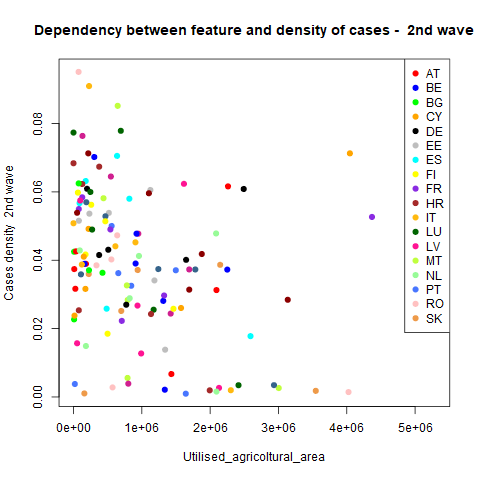 Dependency between feature and density of cases -  2nd wave
Cases density  2nd wave
0.00
0.02
0.04
0.06
0.08
0e+00
1e+06
2e+06
3e+06
4e+06
5e+06
Utilised_agricoltural_area
AT
BE
BG
CY
DE
EE
ES
FI
FR
HR
IT
LU
LV
MT
NL
PT
RO
SK